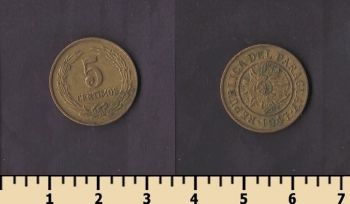 5
CENTIMOS
REPUBLICA DEL PARAGUAY
1 2 3 4 5 6 7